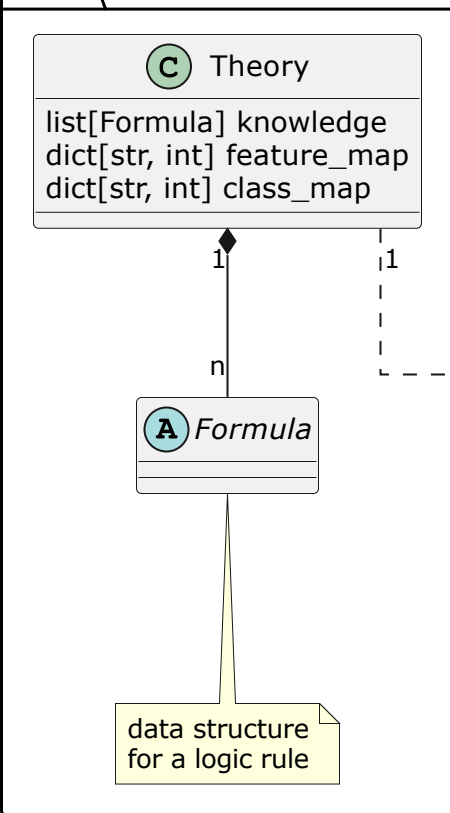 C Theory
list[Formula] knowledge
dict[str, int] feature_map
dict[str, int] class_map
1
1
n
A Formula
data structure
for a logic rule